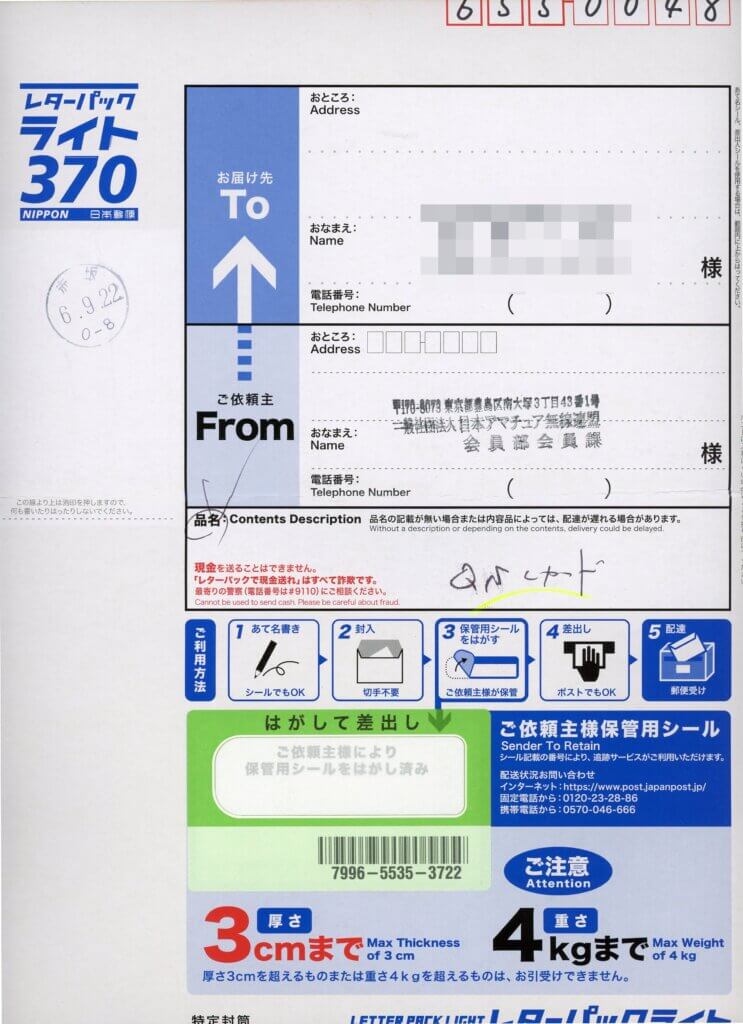 655-0048
レターパック
ライト
370
NIPPON 日本郵便
赤坂
6.9.22
0-8
お届け先
To
おところ:
Address
おなまえ:
Name
様
電話番号:
Telephone Number ( )
ご依頼主
From
おところ:
Address
〒170-8073 東京都豊島区南大塚3丁目43番1号
一般社団法人日本アマチュア無線連盟
会員部会員課
おなまえ:
Name
様
電話番号:
Telephone Number ( )
この線より上は消印を押しますので、
何も書いたりはったりしないでください。
品名: Contents Description 品名の記載が無い場合または内容品によっては、配達が遅れる場合があります。
Without a description or depending on the contents, delivery could be delayed.
現金を送ることはできません。
「レターパックで現金送れ」はすべて詐欺です。
最寄りの警察(電話番号は#9110)にご相談ください。
Cannot be used to send cash. Please be careful about fraud.
カード
ご利用方法
1 あて名書き
シールでもOK
2 封入
切手不要
3 保管用シール
をはがす
ご依頼主様が保管
4 差出し
ポストでもOK
5 配達
郵便受け
はがして差出し
ご依頼主様により
保管用シールをはがし済み
7996-5535-3722
ご依頼主様保管用シール
Sender To Retain
シール記載の番号により、追跡サービスがご利用いただけます。
配送状況お問い合わせ
インターネット:https://www.post.japanpost.jp/
固定電話から:0120-23-28-86
携帯電話から:0570-046-666
ご注意
Attention
厚さ
3cmまで Max Thickness
of 3 cm
重さ
4kgまで Max Weight
of 4 kg
厚さ3cmを超えるものまたは重さ4kgを超えるものは、お引受けできません。
特定封筒
LETTER PACK LIGHT レターパックライト